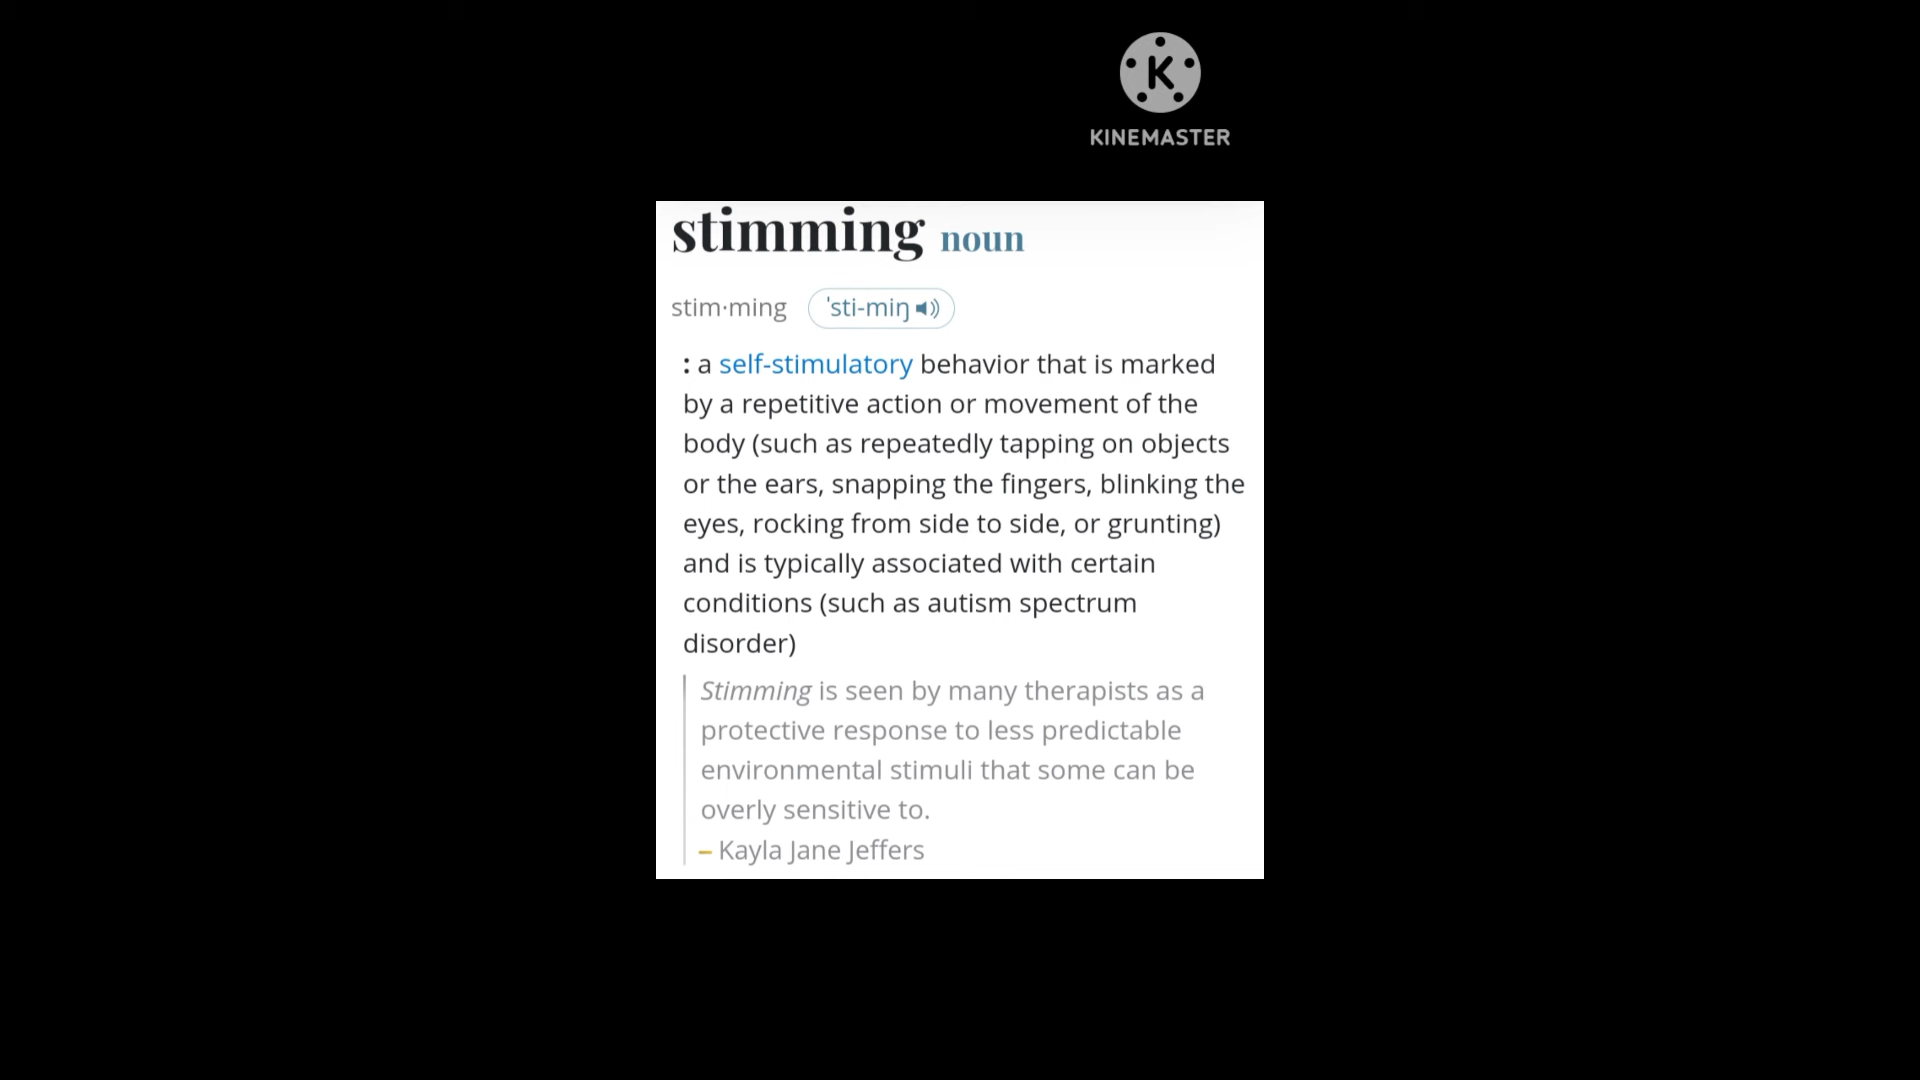 K
KINEMASTER
stimming noun
stim·ming ˈsti-miŋ
: a self-stimulatory behavior that is marked
by a repetitive action or movement of the
body (such as repeatedly tapping on objects
or the ears, snapping the fingers, blinking the
eyes, rocking from side to side, or grunting)
and is typically associated with certain
conditions (such as autism spectrum
disorder)
Stimming is seen by many therapists as a
protective response to less predictable
environmental stimuli that some can be
overly sensitive to.
– Kayla Jane Jeffers